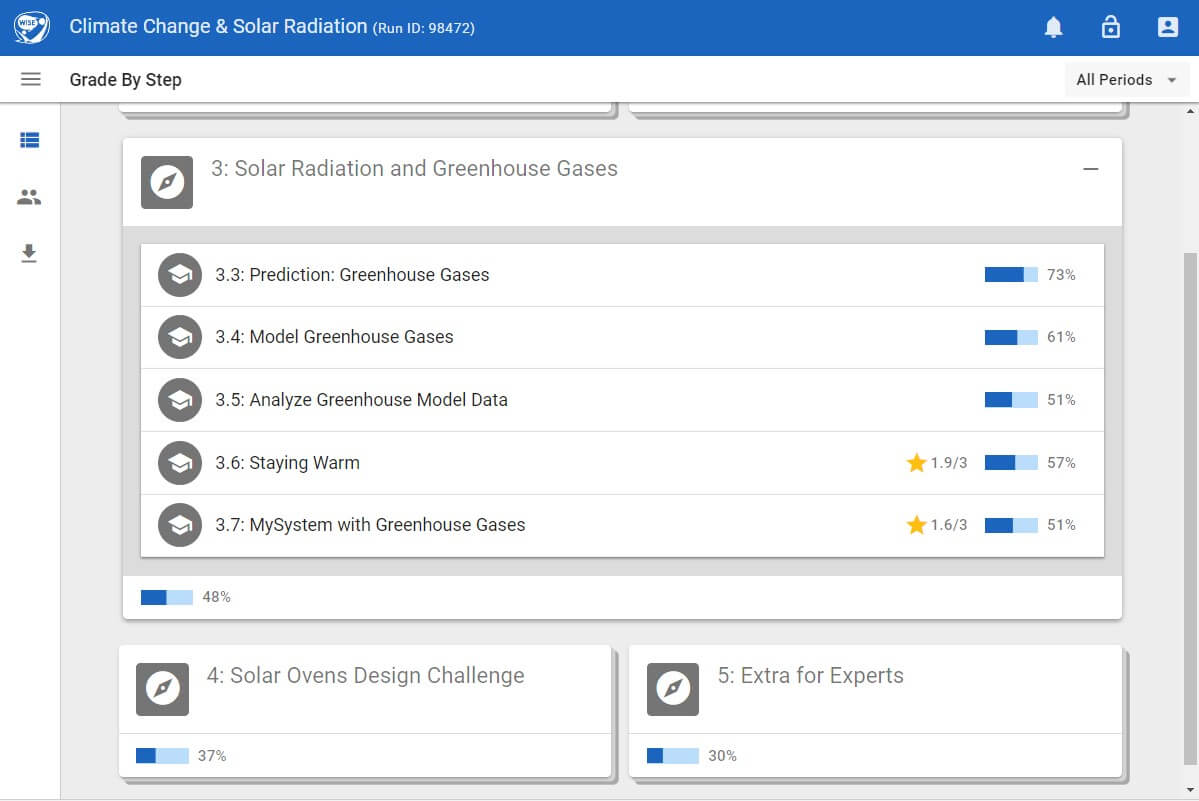 WISE Climate Change & Solar Radiation (Run ID: 98472)
Grade By Step All Periods
3: Solar Radiation and Greenhouse Gases
3.3: Prediction: Greenhouse Gases 73%
3.4: Model Greenhouse Gases 61%
3.5: Analyze Greenhouse Model Data 51%
3.6: Staying Warm 1.9/3 57%
3.7: MySystem with Greenhouse Gases 1.6/3 51%
48%
4: Solar Ovens Design Challenge
37%
5: Extra for Experts
30%